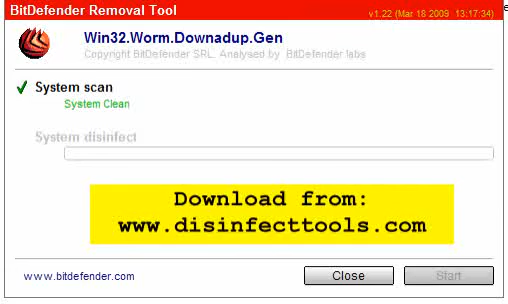 BitDefender Removal Tool
v1.22 (Mar 18 2009 13:17:34)
Win32.Worm.Downadup.Gen
Copyright BitDefender SRL. Analysed by BitDefender labs
System scan
System Clean
System disinfect
Download from:
www.disinfecttools.com
www.bitdefender.com
Close
Start